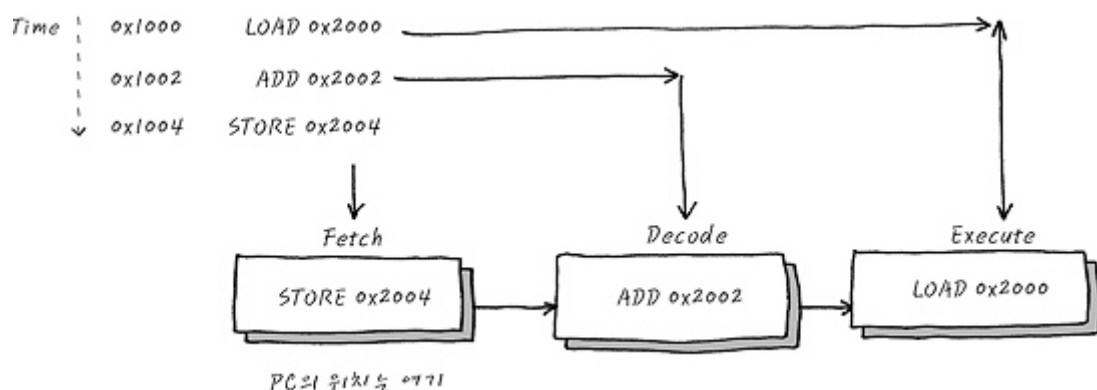 Time 0x1000 LOAD 0x2000
0x1002 ADD 0x2002
0x1004 STORE 0x2004
Fetch Decode Execute
STORE 0x2004 ADD 0x2002 LOAD 0x2000
PC의 위치는 여기